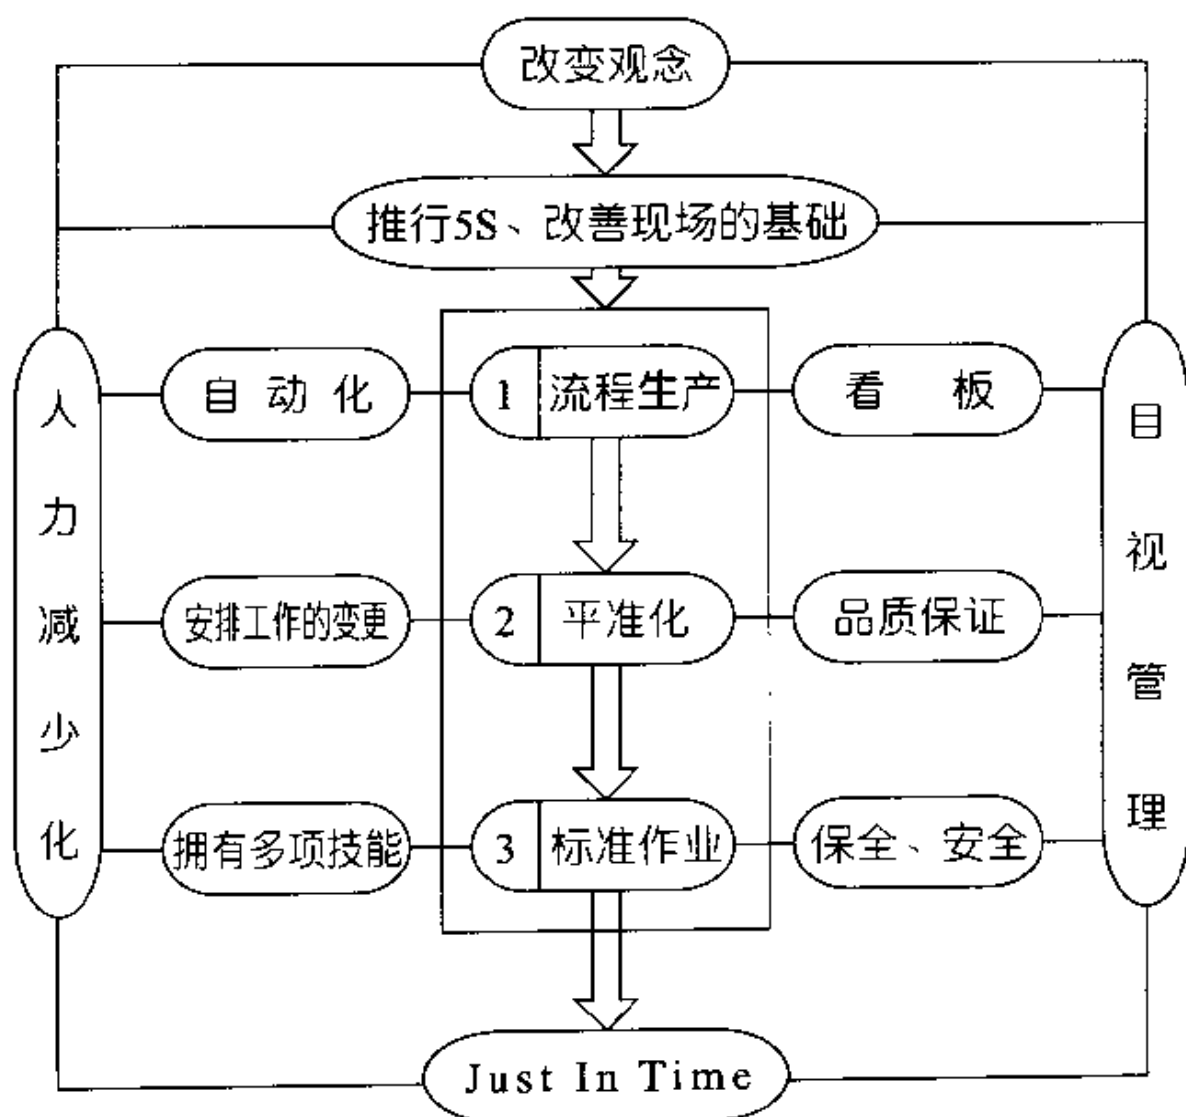 改变观念
推行5S、改善现场的基础
人力减少化
自动化
1 流程生产
看板
目视管理
安排工作的变更
2 平准化
品质保证
拥有多项技能
3 标准作业
保全、安全
Just In Time